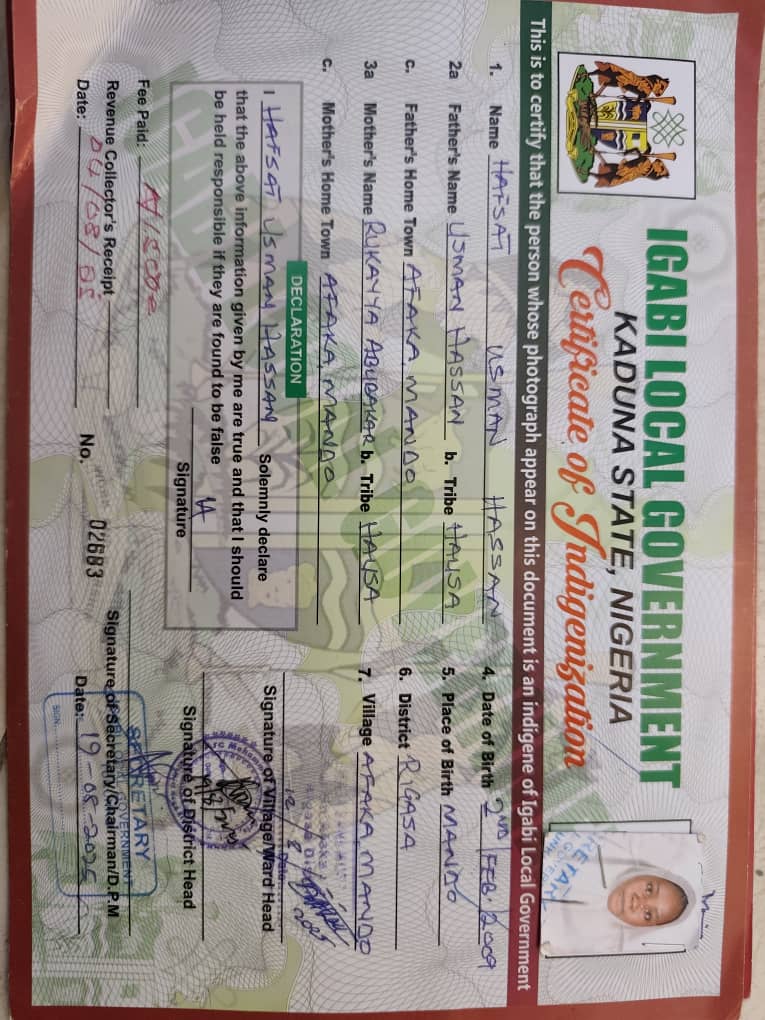 IGABI LOCAL GOVERNMENT
KADUNA STATE, NIGERIA
Certificate of Indigenization
This is to certify that the person whose photograph appear on this document is an indigene of Igabi Local Government
1. Name HAFSAT USMAN HASSAN
2a Father's Name USMAN HASSAN b. Tribe HAUSA
c. Father's Home Town AFAKA, MANDO
3a Mother's Name RUKAYYA ABUBAKAR b. Tribe HAUSA
c. Mother's Home Town AFAKA, MANDO
4. Date of Birth 2ND FEB. 2009
5. Place of Birth MANDO
6. District RIGASA
7. Village AFAKA, MANDO
DECLARATION
I HAFSAT USMAN HASSAN Solemnly declare
that the above information given by me are true and that I should
be held responsible if they are found to be false
Signature
Signature of Village/Ward Head
Signature of District Head
Fee Paid:
Revenue Collector's Receipt
Date:
No. 02683
Signature of Secretary/Chairman/D.P.M
Date: 19-08-2025
SECRETARY
SIGN